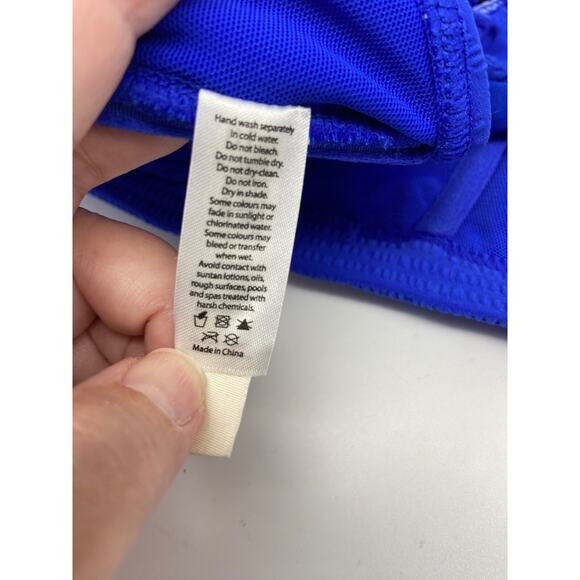 Hand wash separately
In cold water.
Do not bleach.
Do not tumble dry.
Do not dry-clean.
Do not iron.
Dry in shade.
Some colours may
fade in sunlight or
chlorinated water.
Some colours may
bleed or transfer
when wet.
Avoid contact with
suntan lotions, oils,
rough surfaces, pools
and spas treated with
harsh chemicals.
Made in China